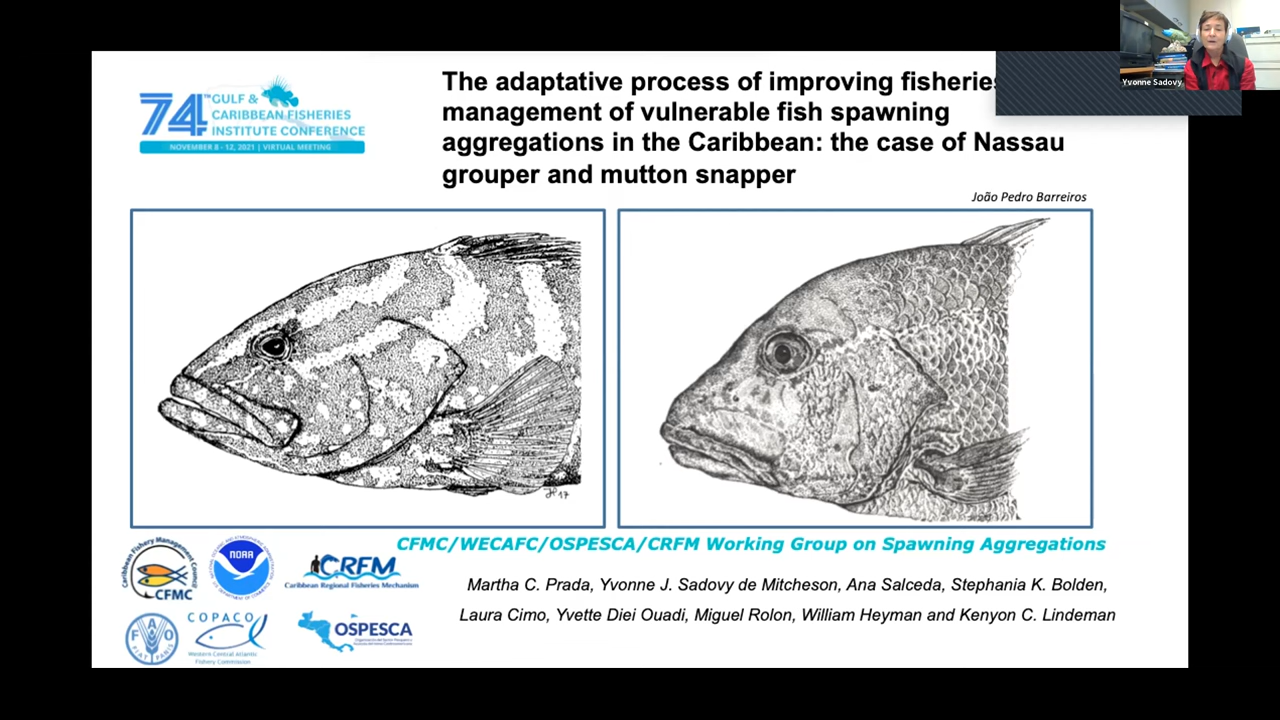 Yvonne Sadovy
74TH GULF &
CARIBBEAN FISHERIES
INSTITUTE CONFERENCE
NOVEMBER 8 - 12, 2021 | VIRTUAL MEETING
The adaptative process of improving fisheries
management of vulnerable fish spawning
aggregations in the Caribbean: the case of Nassau
grouper and mutton snapper
João Pedro Barreiros
CFMC/WECAFC/OSPESCA/CRFM Working Group on Spawning Aggregations
Martha C. Prada, Yvonne J. Sadovy de Mitcheson, Ana Salceda, Stephania K. Bolden,
Laura Cimo, Yvette Diei Ouadi, Miguel Rolon, William Heyman and Kenyon C. Lindeman
Caribbean Fishery Management Council
CFMC
NOAA
CRFM
Caribbean Regional Fisheries Mechanism
FAO
FIAT PANIS
COPACO
Western Central Atlantic
Fishery Commission
OSPESCA